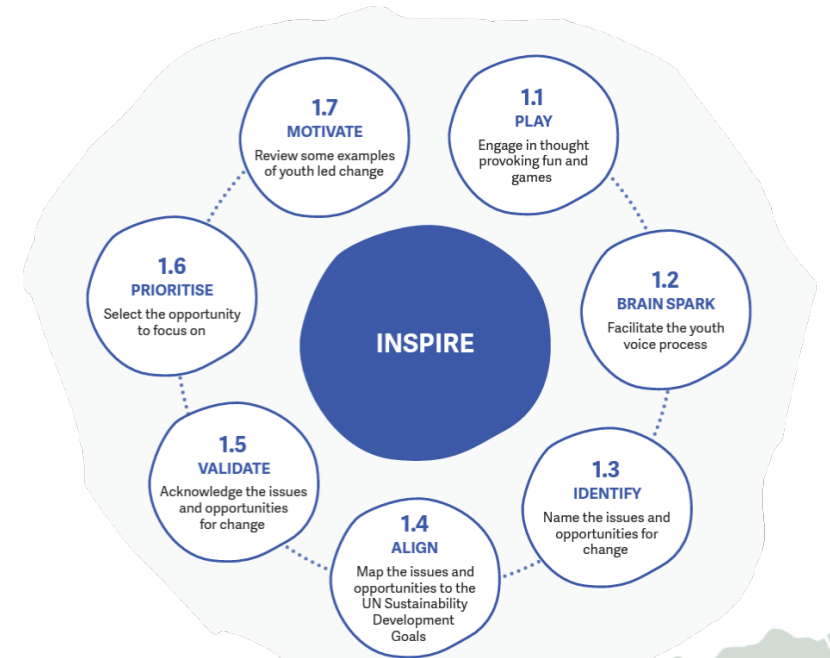 1.1
PLAY
Engage in thought
provoking fun and
games
1.2
BRAIN SPARK
Facilitate the youth
voice process
1.3
IDENTIFY
Name the issues and
opportunities for
change
1.4
ALIGN
Map the issues and
opportunities to the
UN Sustainability
Development
Goals
1.5
VALIDATE
Acknowledge the issues
and opportunities
for change
1.6
PRIORITISE
Select the opportunity
to focus on
1.7
MOTIVATE
Review some examples
of youth led change
INSPIRE